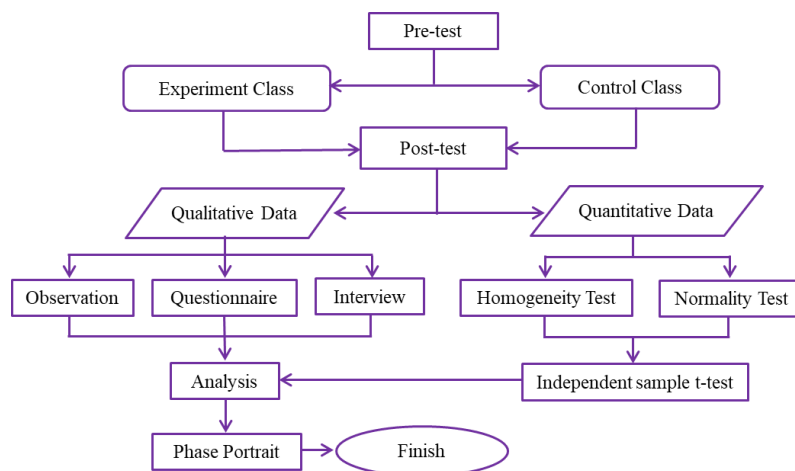 Pre-test
Experiment Class
Control Class
Post-test
Qualitative Data
Quantitative Data
Observation
Questionnaire
Interview
Homogeneity Test
Normality Test
Analysis
Independent sample t-test
Phase Portrait
Finish